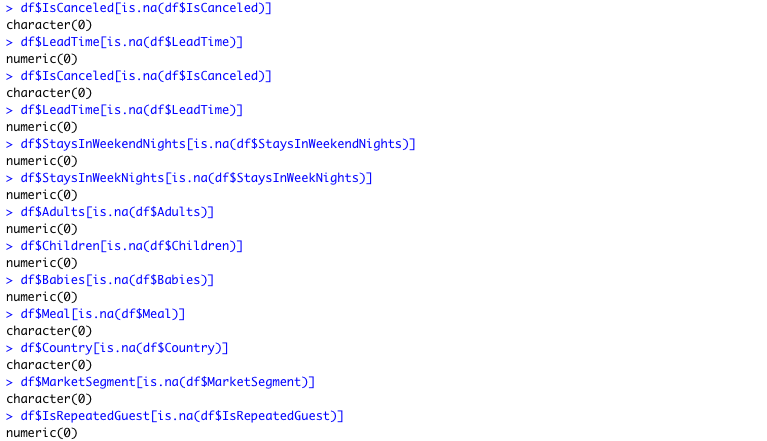 > df$IsCanceled[is.na(df$IsCanceled)]
character(0)
> df$LeadTime[is.na(df$LeadTime)]
numeric(0)
> df$IsCanceled[is.na(df$IsCanceled)]
character(0)
> df$LeadTime[is.na(df$LeadTime)]
numeric(0)
> df$StaysInWeekendNights[is.na(df$StaysInWeekendNights)]
numeric(0)
> df$StaysInWeekNights[is.na(df$StaysInWeekNights)]
numeric(0)
> df$Adults[is.na(df$Adults)]
numeric(0)
> df$Children[is.na(df$Children)]
numeric(0)
> df$Babies[is.na(df$Babies)]
numeric(0)
> df$Meal[is.na(df$Meal)]
character(0)
> df$Country[is.na(df$Country)]
character(0)
> df$MarketSegment[is.na(df$MarketSegment)]
character(0)
> df$IsRepeatedGuest[is.na(df$IsRepeatedGuest)]
numeric(0)